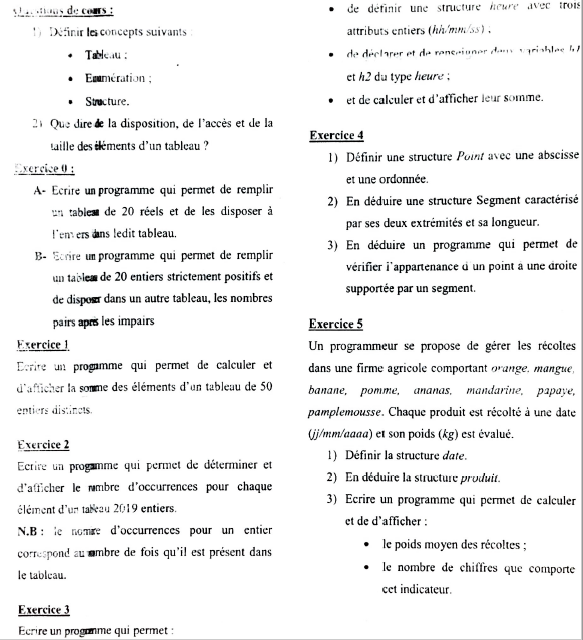 Questions de cours :
1) Définir les concepts suivants
• Tableau ;
• Enumération ;
• Structure.
2) Que dire de la disposition, de l'accès et de la
taille des éléments d'un tableau ?
Exercice 0 :
A- Ecrire un programme qui permet de remplir
un tableau de 20 réels et de les disposer à
l'envers dans ledit tableau.
B- Ecrire un programme qui permet de remplir
un tableau de 20 entiers strictement positifs et
de disposer dans un autre tableau, les nombres
pairs après les impairs
Exercice 1
Ecrire un programme qui permet de calculer et
d'afficher la somme des éléments d'un tableau de 50
entiers distincts.
Exercice 2
Ecrire un programme qui permet de déterminer et
d'afficher le nombre d'occurrences pour chaque
élément d'un tableau 2019 entiers.
N.B : le nombre d'occurrences pour un entier
correspond au nombre de fois qu'il est présent dans
le tableau.
Exercice 3
Ecrire un programme qui permet :
• de définir une structure heure avec trois
attributs entiers (hh/mm/ss) ;
• de déclarer et de renseigner deux variables h1
et h2 du type heure ;
• et de calculer et d'afficher leur somme.
Exercice 4
1) Définir une structure Point avec une abscisse
et une ordonnée.
2) En déduire une structure Segment caractérisé
par ses deux extrémités et sa longueur.
3) En déduire un programme qui permet de
vérifier l'appartenance d un point à une droite
supportée par un segment.
Exercice 5
Un programmeur se propose de gérer les récoltes
dans une firme agricole comportant orange, mangue,
banane, pomme, ananas, mandarine, papaye,
pamplemousse. Chaque produit est récolté à une date
(jj/mm/aaaa) et son poids (kg) est évalué.
1) Définir la structure date.
2) En déduire la structure produit.
3) Ecrire un programme qui permet de calculer
et de d'afficher :
• le poids moyen des récoltes ;
• le nombre de chiffres que comporte
cet indicateur.